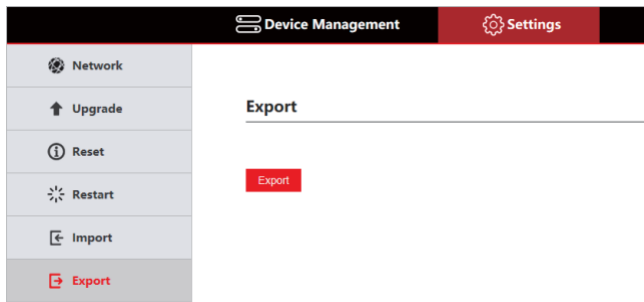 Device Management
Settings
Network
Upgrade
Reset
Restart
Import
Export
Export
Export